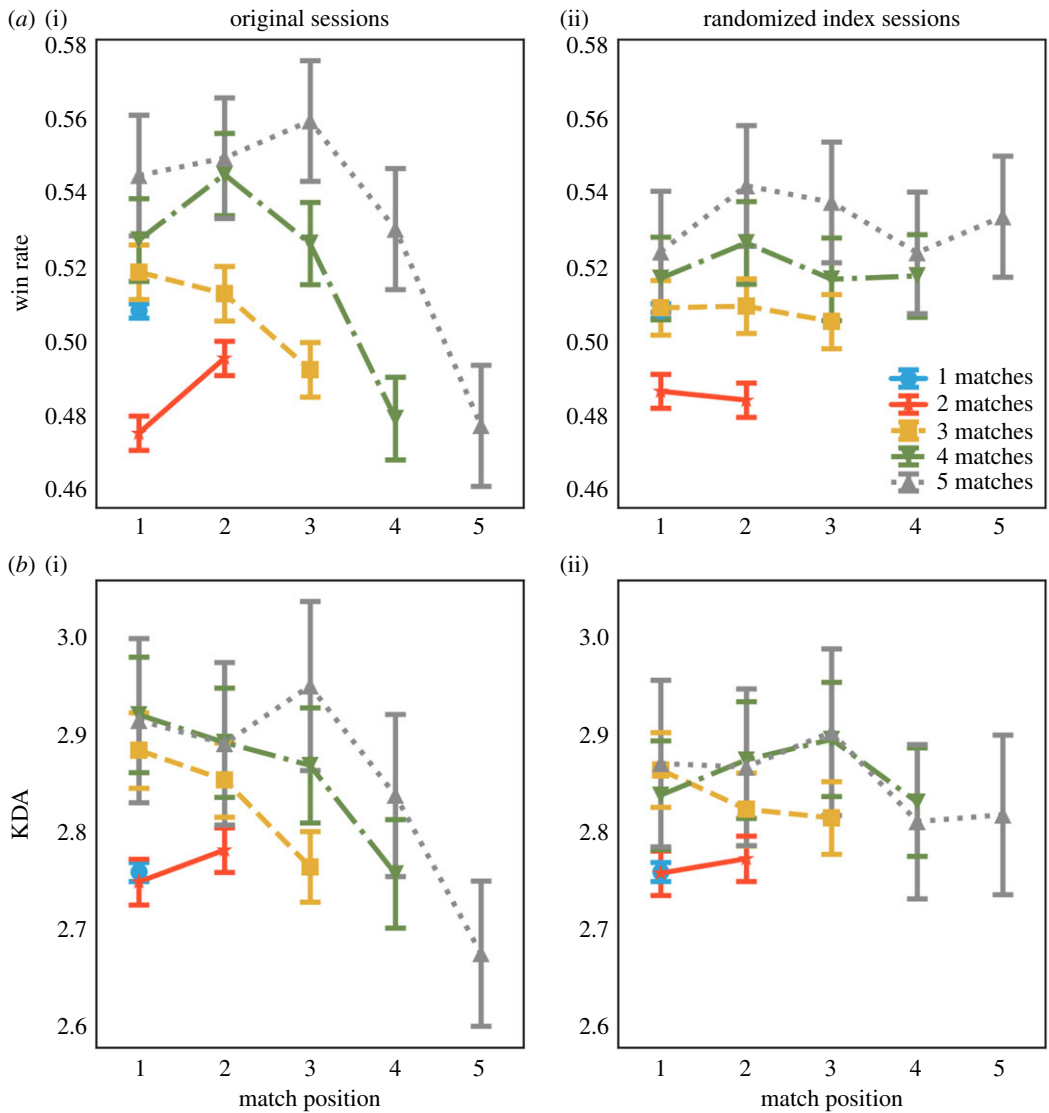 (a) (i) original sessions
(ii) randomized index sessions
0.58
0.56
0.54
0.52
0.50
0.48
0.46
win rate
1 2 3 4 5
0.58
0.56
0.54
0.52
0.50
0.48
0.46
1 matches
2 matches
3 matches
4 matches
5 matches
1 2 3 4 5
(b) (i)
3.0
2.9
2.8
2.7
2.6
KDA
1 2 3 4 5
match position
(ii)
3.0
2.9
2.8
2.7
2.6
1 2 3 4 5
match position